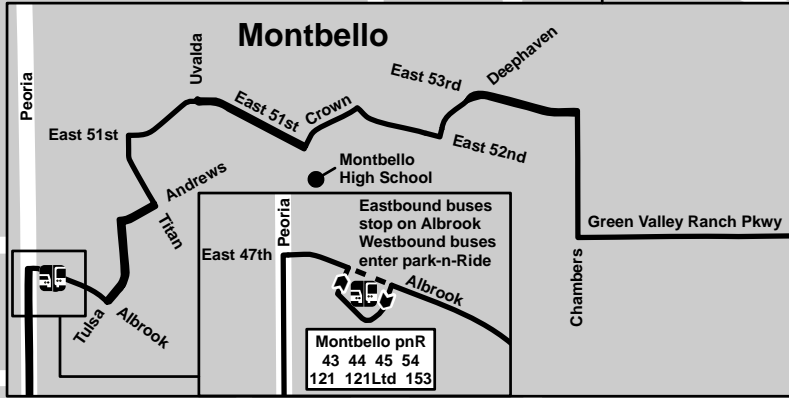 Montbello
Peoria
Uvalda
East 51st
East 51st
Crown
East 53rd
Deephaven
East 52nd
Montbello
High School
Andrews
Titan
Tulsa
Albrook
Chambers
Green Valley Ranch Pkwy
Peoria
East 47th
Eastbound buses
stop on Albrook
Westbound buses
enter park-n-Ride
Albrook
Montbello pnR
43 44 45 54
121 121Ltd 153